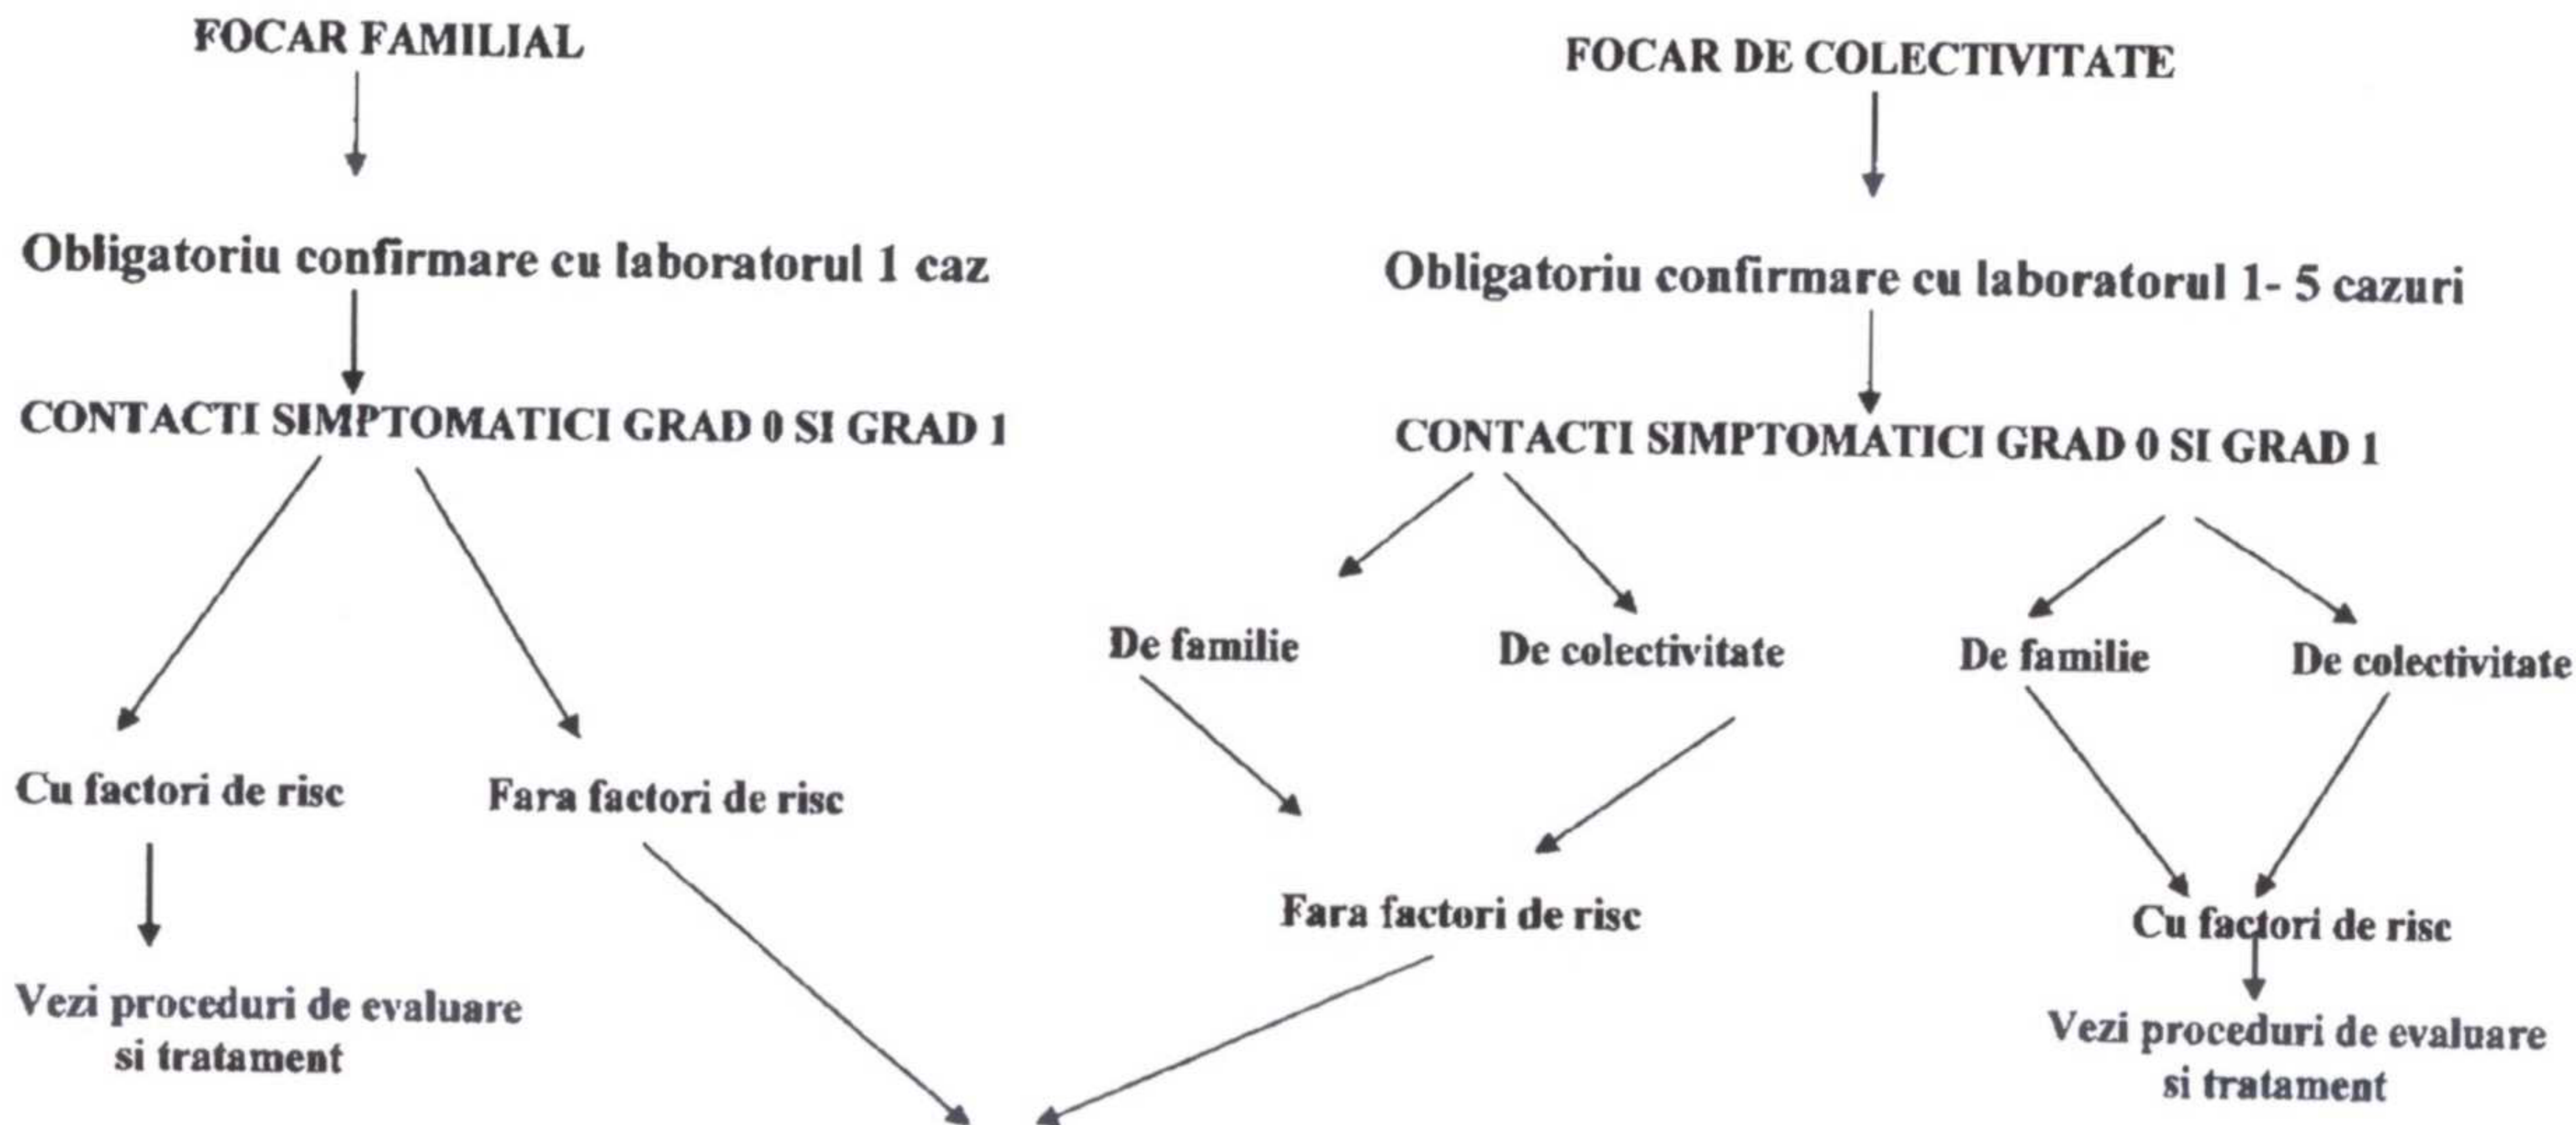 FOCAR FAMILIAL
Obligatoriu confirmare cu laboratorul 1 caz
CONTACTI SIMPTOMATICI GRAD 0 SI GRAD 1
Cu factori de risc
Fara factori de risc
Vezi proceduri de evaluare
si tratament
FOCAR DE COLECTIVITATE
Obligatoriu confirmare cu laboratorul 1- 5 cazuri
CONTACTI SIMPTOMATICI GRAD 0 SI GRAD 1
De familie
De colectivitate
De familie
De colectivitate
Fara factori de risc
Cu factori de risc
Vezi proceduri de evaluare
si tratament